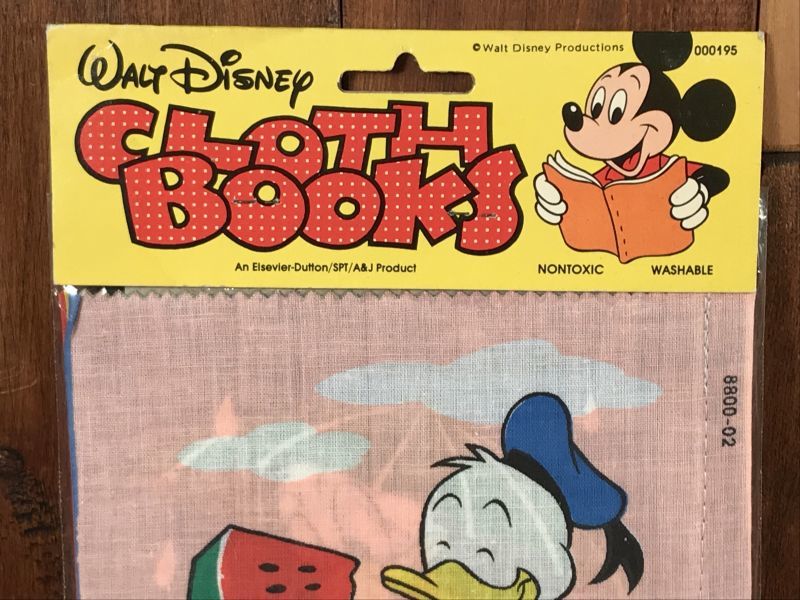 © Walt Disney Productions
000195
WALT DISNEY
CLOTH
BOOKS
An Elsevier-Dutton/SPT/A&J Product
NONTOXIC
WASHABLE
8800-02